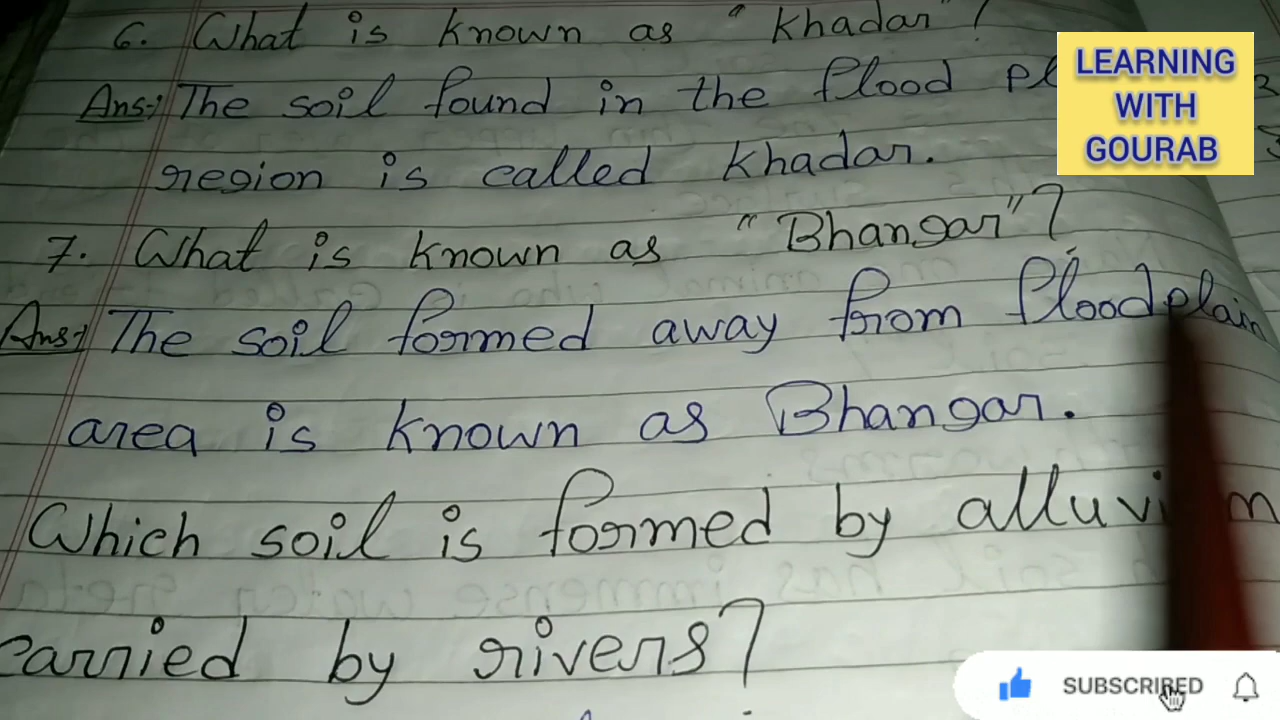 6. What is known as "Khadar"?
Ans:- The soil found in the flood
region is called Khadar.
7. What is known as "Bhangar"?
Ans:- The soil formed away from floodplain
area is known as Bhangar.
Which soil is formed by
carried by rivers?
LEARNING
WITH
GOURAB
SUBSCRIBED